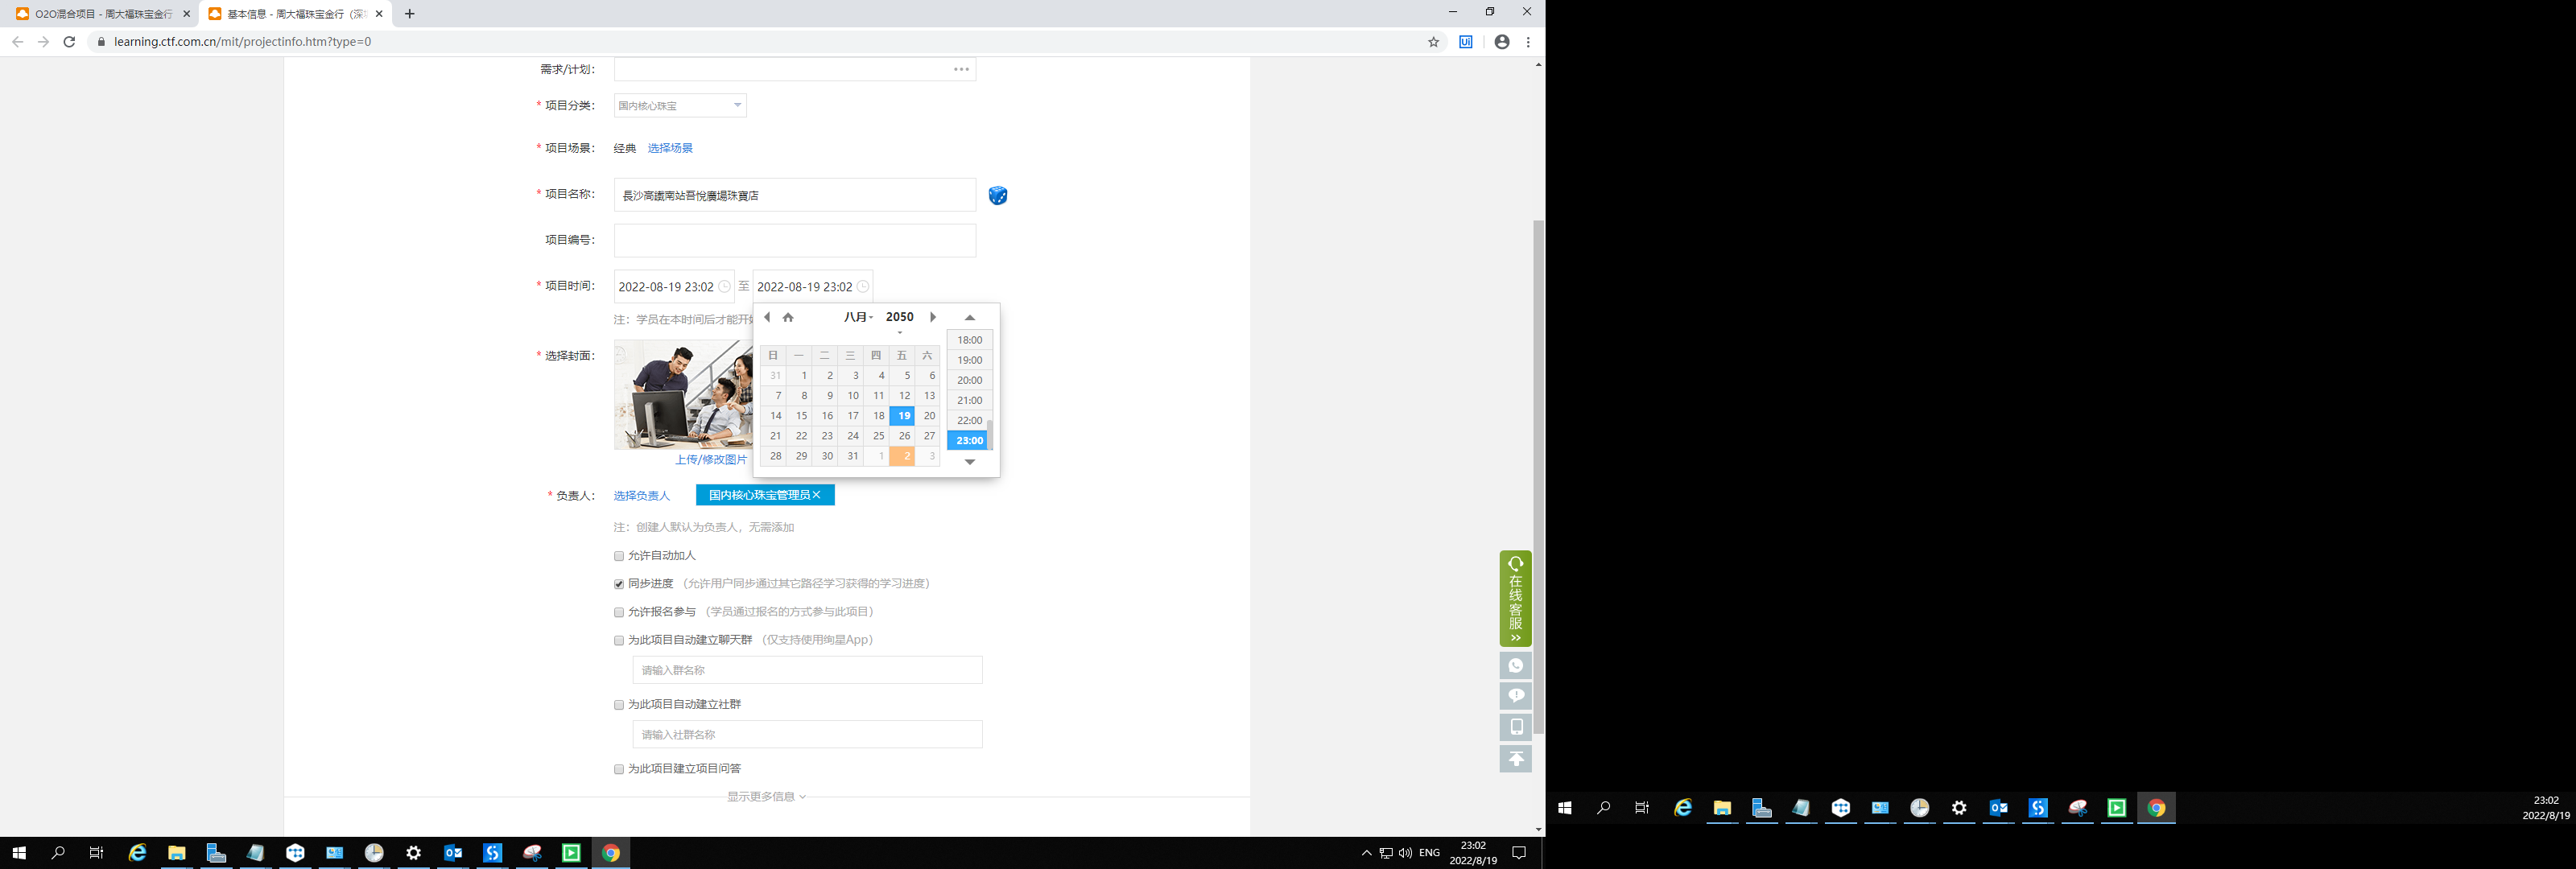 O2O混合项目 - 周大福珠宝金行
基本信息 - 周大福珠宝金行（深
learning.ctf.com.cn/mit/projectinfo.htm?type=0
需求/计划：
* 项目分类： 国内核心珠宝
* 项目场景： 经典 选择场景
* 项目名称： 長沙高鐵南站吾悅廣場珠寶店
项目编号：
* 项目时间： 2022-08-19 23:02 至 2022-08-19 23:02
注：学员在本时间后才能开始
八月 2050
日 一 二 三 四 五 六
31 1 2 3 4 5 6
7 8 9 10 11 12 13
14 15 16 17 18 19 20
21 22 23 24 25 26 27
28 29 30 31 1 2 3
18:00
19:00
20:00
21:00
22:00
23:00
* 选择封面：
上传/修改图片
* 负责人： 选择负责人 国内核心珠宝管理员
注：创建人默认为负责人，无需添加
允许自动加人
同步进度 （允许用户同步通过其它路径学习获得的学习进度）
允许报名参与 （学员通过报名的方式参与此项目）
为此项目自动建立聊天群 （仅支持使用绚星App）
请输入群名称
为此项目自动建立社群
请输入社群名称
为此项目建立项目问答
显示更多信息
在线客服
ENG
23:02
2022/8/19
23:02
2022/8/19